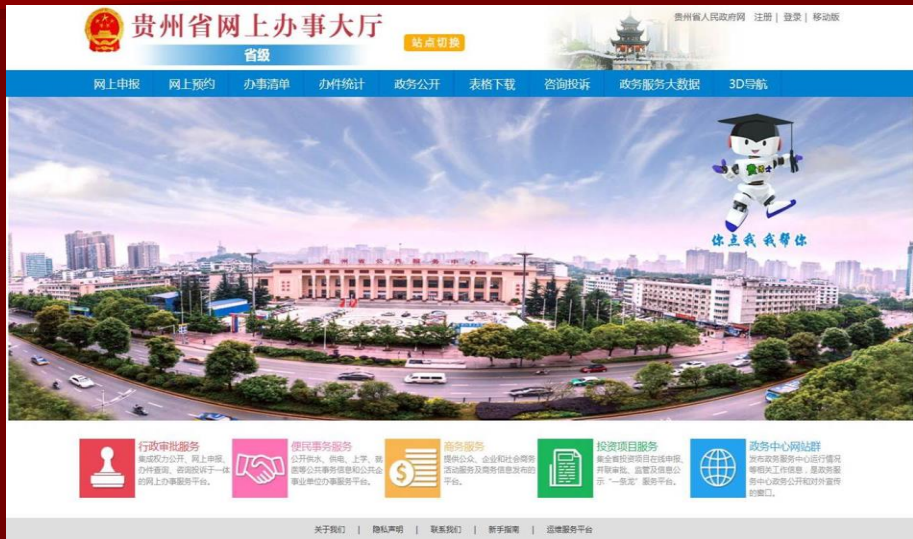 贵州省网上办事大厅
省级
站点切换
贵州省人民政府网 注册 | 登录 | 移动版
网上申报 网上预约 办事清单 办件统计 政务公开 表格下载 咨询投诉 政务服务大数据 3D导航
你点我 我帮你
行政审批服务
集成权力公开、网上申报、
办件查询、咨询投诉于一体
的网上办事服务平台。
便民事务服务
公开供水、供电、上学、就
医等公共事务信息和公共企
事业单位办事服务平台。
商务服务
提供公众、企业和社会商务
活动服务及商务信息发布的
平台。
投资项目服务
集全省投资项目在线申报、
并联审批、监管及信息公
示“一条龙”服务平台。
政务中心网站群
发布政务服务中心运行情况
等相关工作信息,是政务服
务中心政务公开和对外宣传
的窗口。
关于我们 | 隐私声明 | 联系我们 | 新手指南 | 运维服务平台